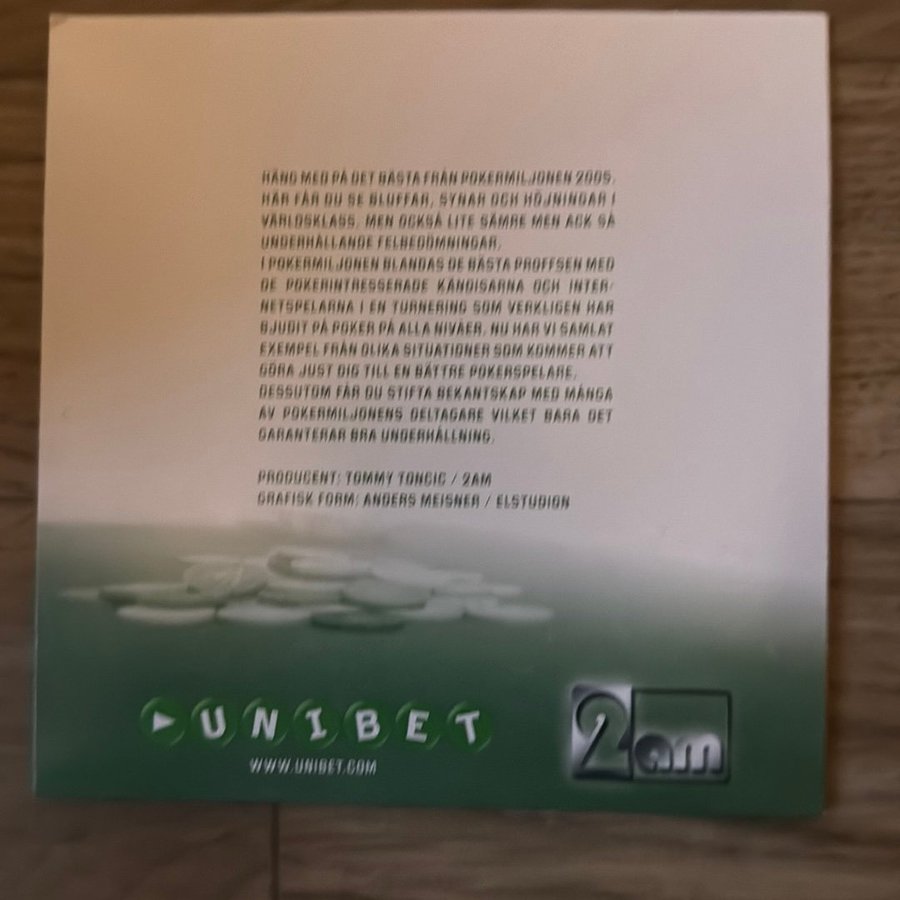 HÄNG MED PÅ DET BÄSTA FRÅN POKERMILJONEN 2005.
HÄR FÅR DU SE BLUFFAR, SYNAR OCH HÖJNINGAR I
VÄRLDSKLASS. MEN OCKSÅ LITE SÄMRE MEN ACK SÅ
UNDERHÅLLANDE FELBEDÖMNINGAR.
I POKERMILJONEN BLANDAS DE BÄSTA PROFFSEN MED
DE POKERINTRESSERADE KÄNDISARNA OCH INTER-
NETSPELARNA I EN TURNERING SOM VERKLIGEN HAR
BJUDIT PÅ POKER PÅ ALLA NIVÅER. NU HAR VI SAMLAT
EXEMPEL FRÅN OLIKA SITUATIONER SOM KOMMER ATT
GÖRA JUST DIG TILL EN BÄTTRE POKERSPELARE.
DESSUTOM FÅR DU STIFTA BEKANTSKAP MED MÅNGA
AV POKERMILJONENS DELTAGARE VILKET BARA DET
GARANTERAR BRA UNDERHÅLLNING.
PRODUCENT: TOMMY TONCIC / 2AM
GRAFISK FORM: ANDERS MEISNER / ELSTUDION
UNIBET
WWW.UNIBET.COM
2am